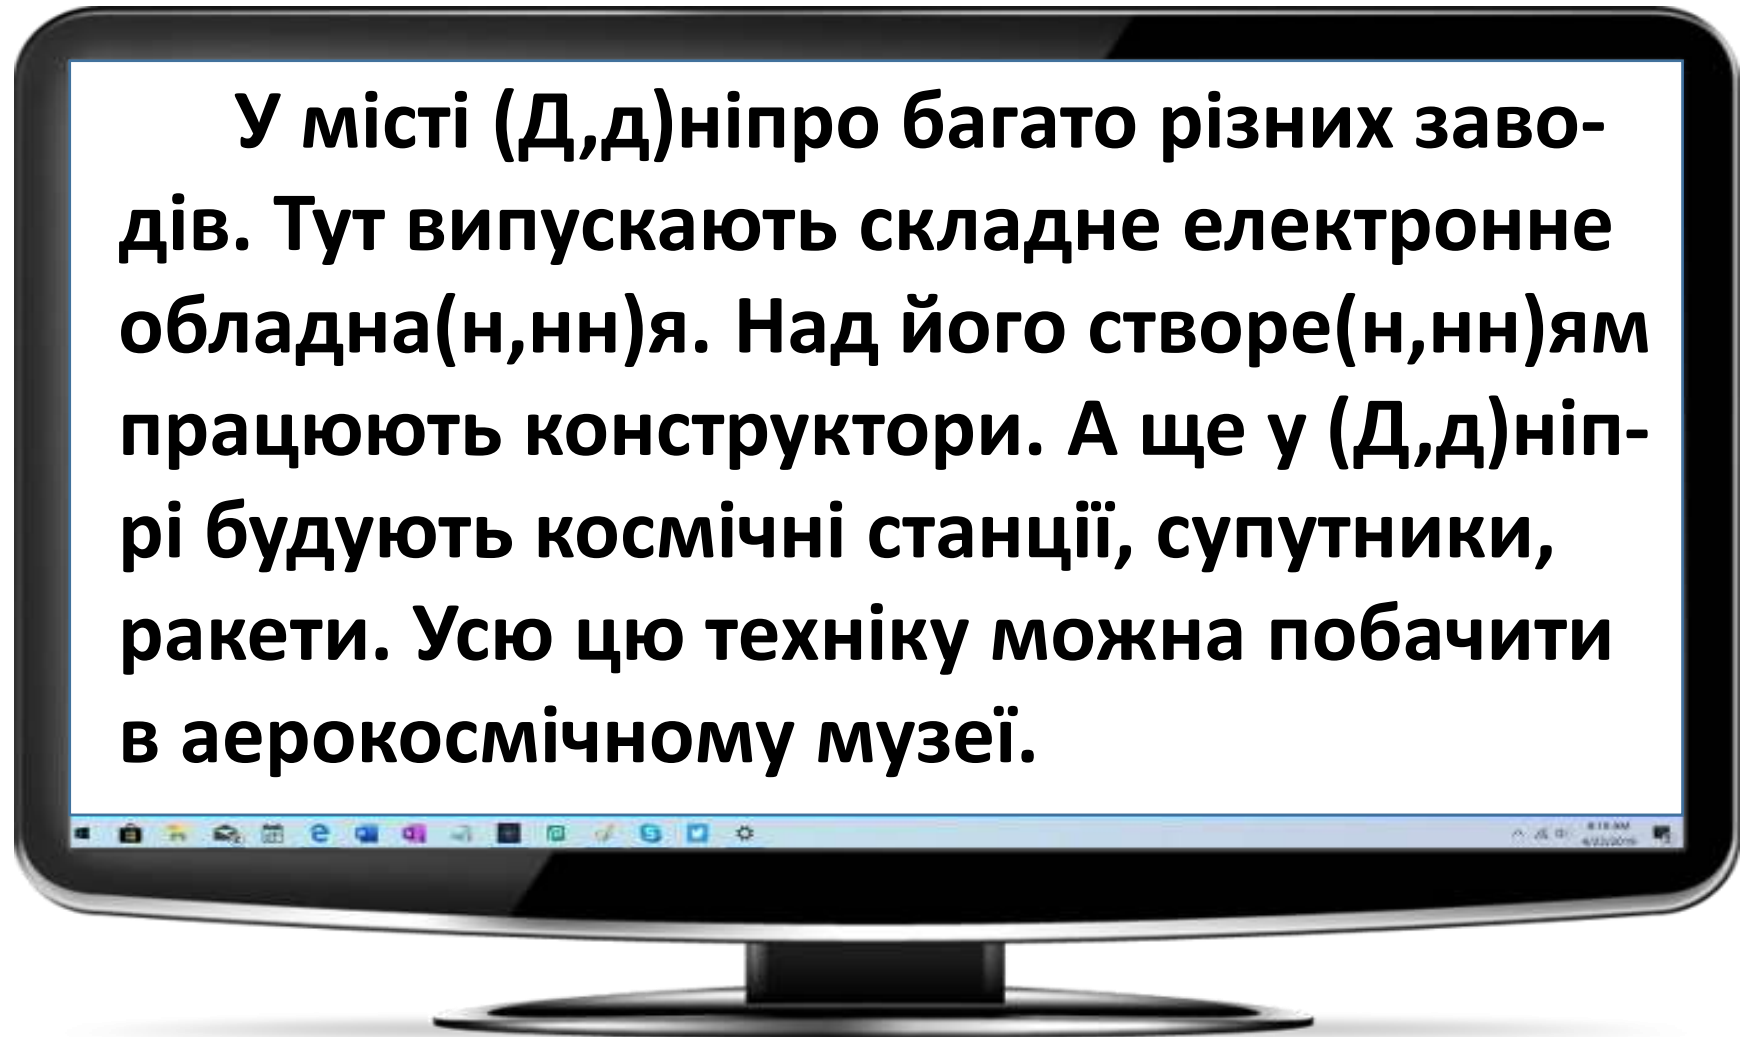 У місті (Д,д)ніпро багато різних заво-
дів. Тут випускають складне електронне
обладна(н,нн)я. Над його створе(н,нн)ям
працюють конструктори. А ще у (Д,д)ніп-
рі будують космічні станції, супутники,
ракети. Усю цю техніку можна побачити
в аерокосмічному музеї.